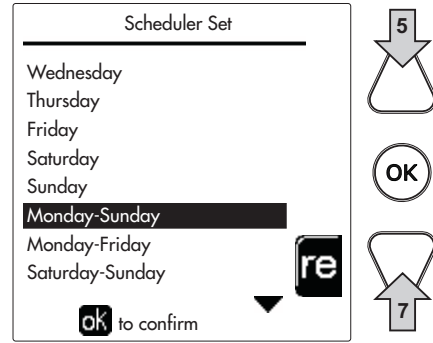 Scheduler Set
Wednesday
Thursday
Friday
Saturday
Sunday
Monday-Sunday
Monday-Friday
Saturday-Sunday
re
ok to confirm
5
OK
7